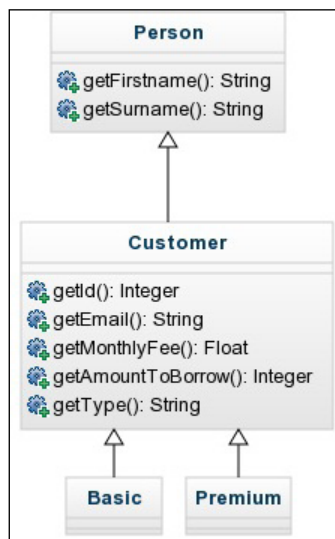 Person
getFirstname(): String
getSurname(): String
Customer
getId(): Integer
getEmail(): String
getMonthlyFee(): Float
getAmountToBorrow(): Integer
getType(): String
Basic
Premium